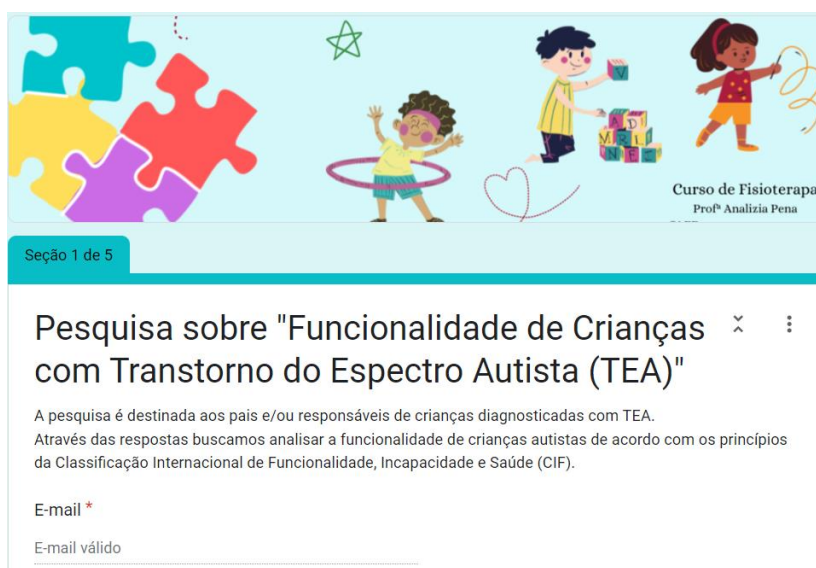 Curso de Fisioterapa
Profª Analizia Pena
Seção 1 de 5
Pesquisa sobre "Funcionalidade de Crianças
com Transtorno do Espectro Autista (TEA)"
A pesquisa é destinada aos pais e/ou responsáveis de crianças diagnosticadas com TEA.
Através das respostas buscamos analisar a funcionalidade de crianças autistas de acordo com os princípios
da Classificação Internacional de Funcionalidade, Incapacidade e Saúde (CIF).
E-mail *
E-mail válido